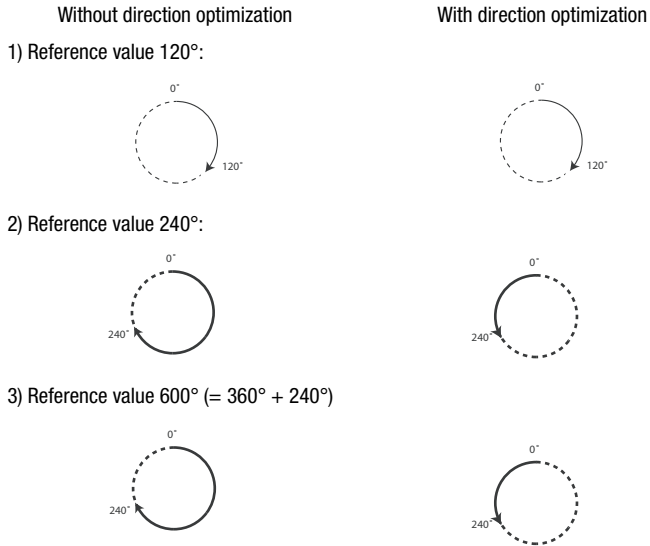 Without direction optimization
With direction optimization
1) Reference value 120°:
0°
120°
0°
120°
2) Reference value 240°:
0°
240°
0°
240°
3) Reference value 600° (= 360° + 240°)
0°
240°
0°
240°